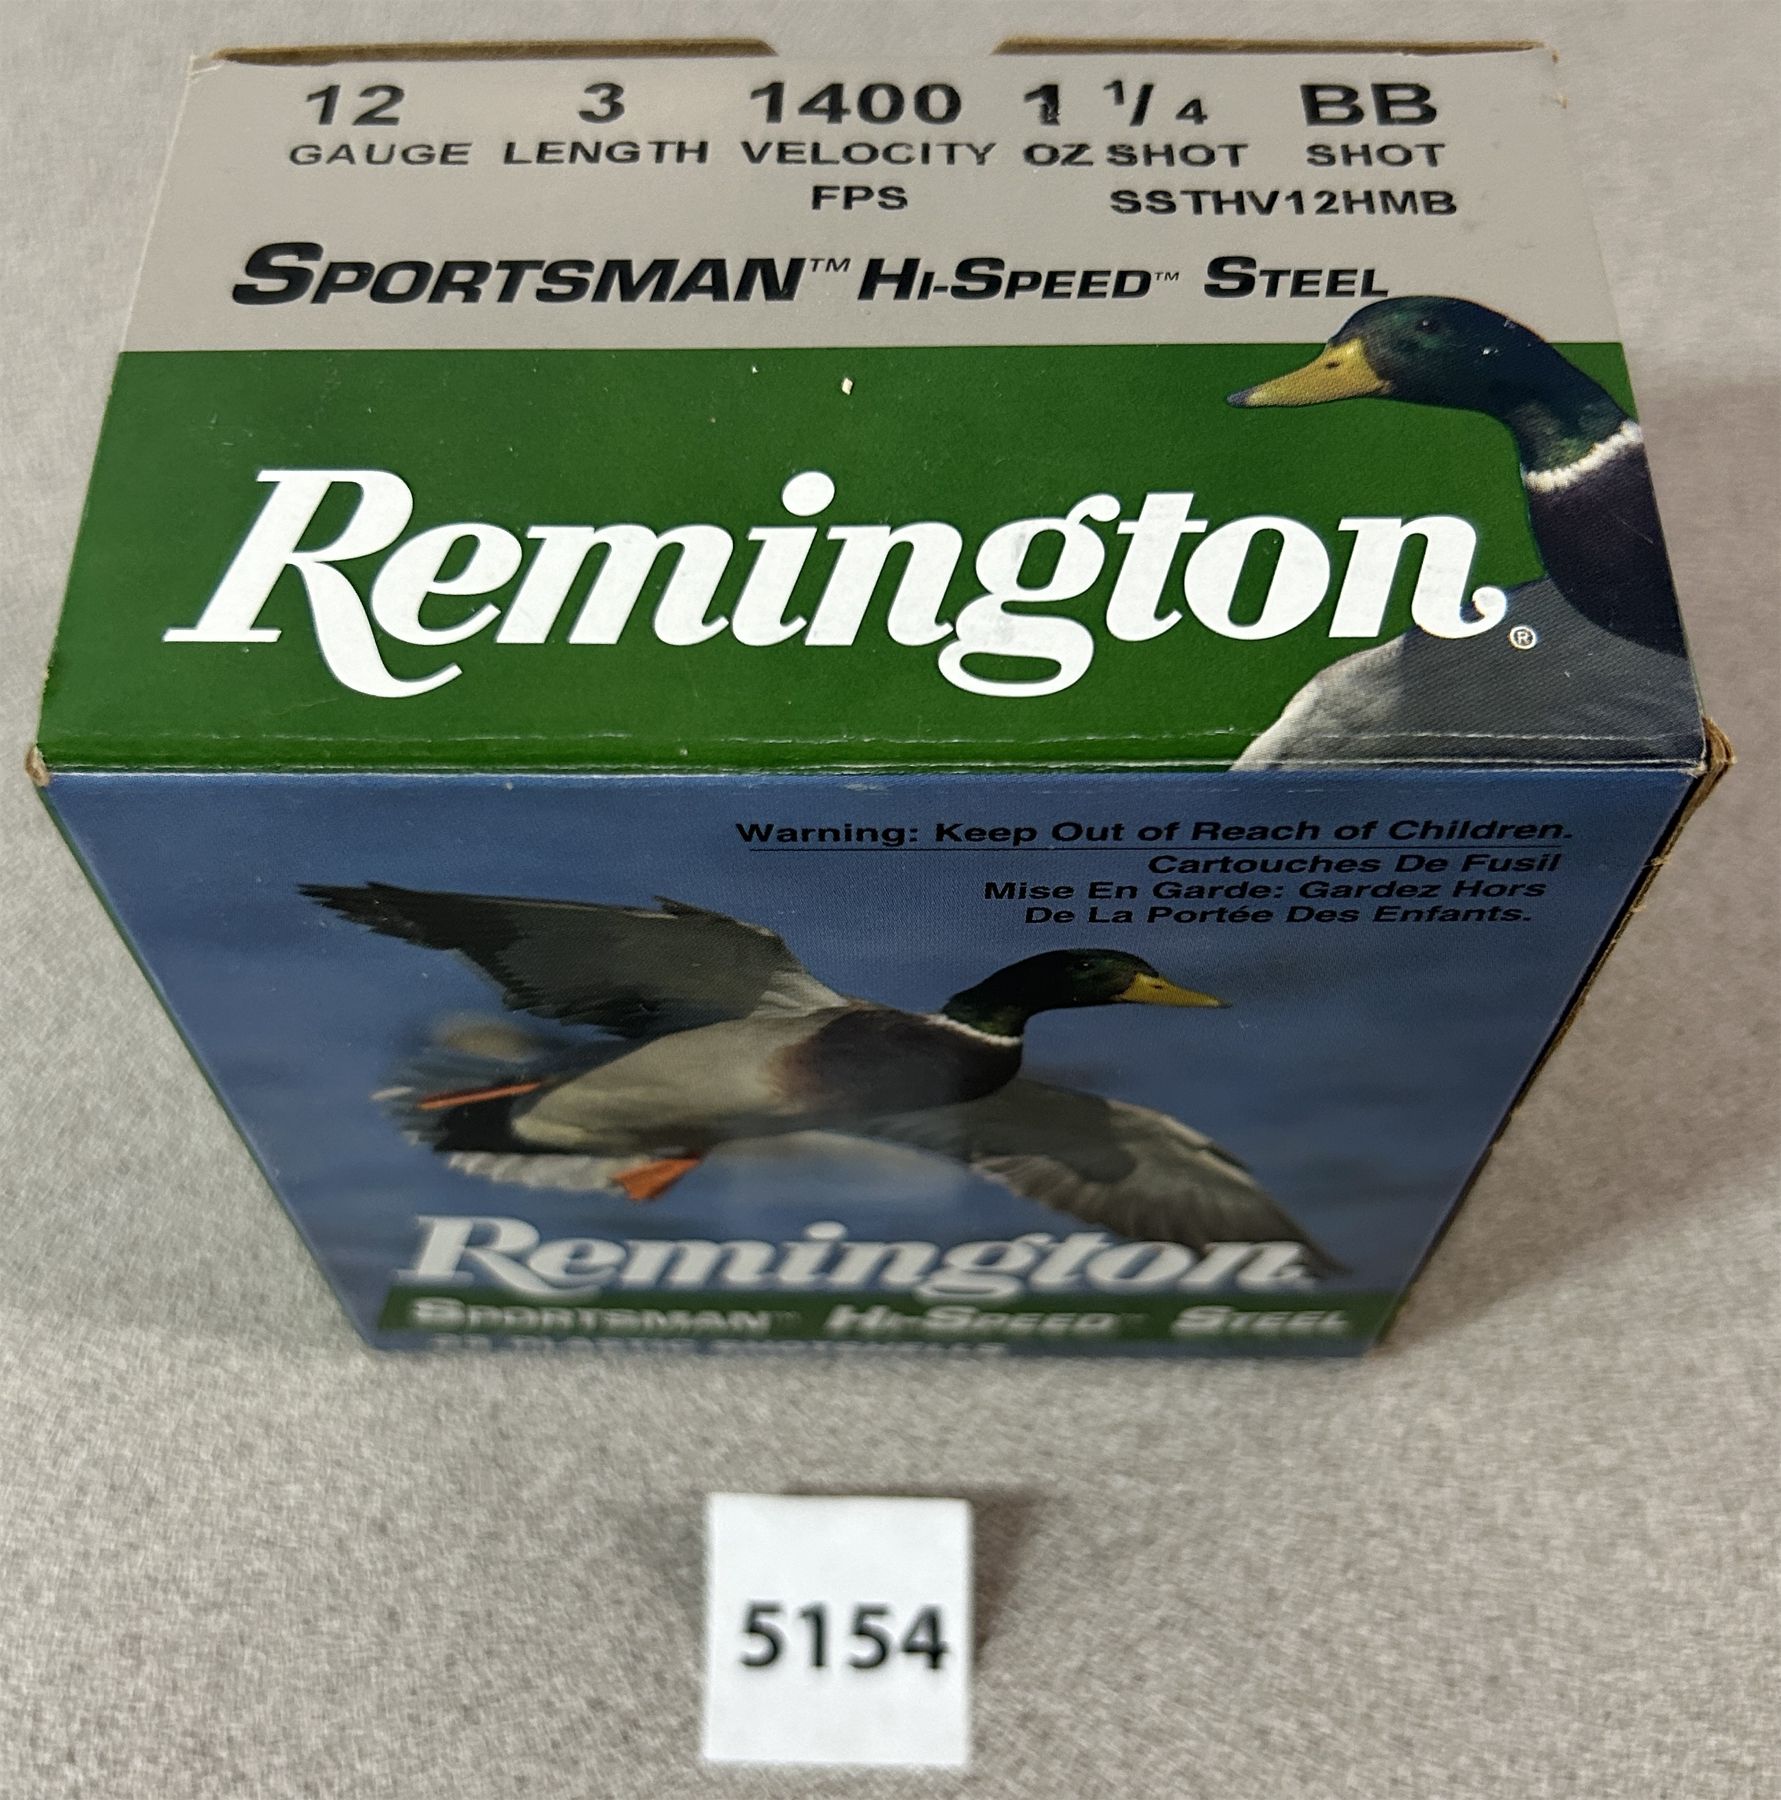 12 3 1400 1 1/4 BB
GAUGE LENGTH VELOCITY OZ SHOT SHOT
FPS SSTHV12HMB
SPORTSMAN™ HI-SPEED™ STEEL
Remington®
Warning: Keep Out of Reach of Children.
Cartouches De Fusil
Mise En Garde: Gardez Hors
De La Portée Des Enfants.
Remington
SPORTSMAN™ HI-SPEED™ STEEL
PLASTIC SHOTSHELLS
5154